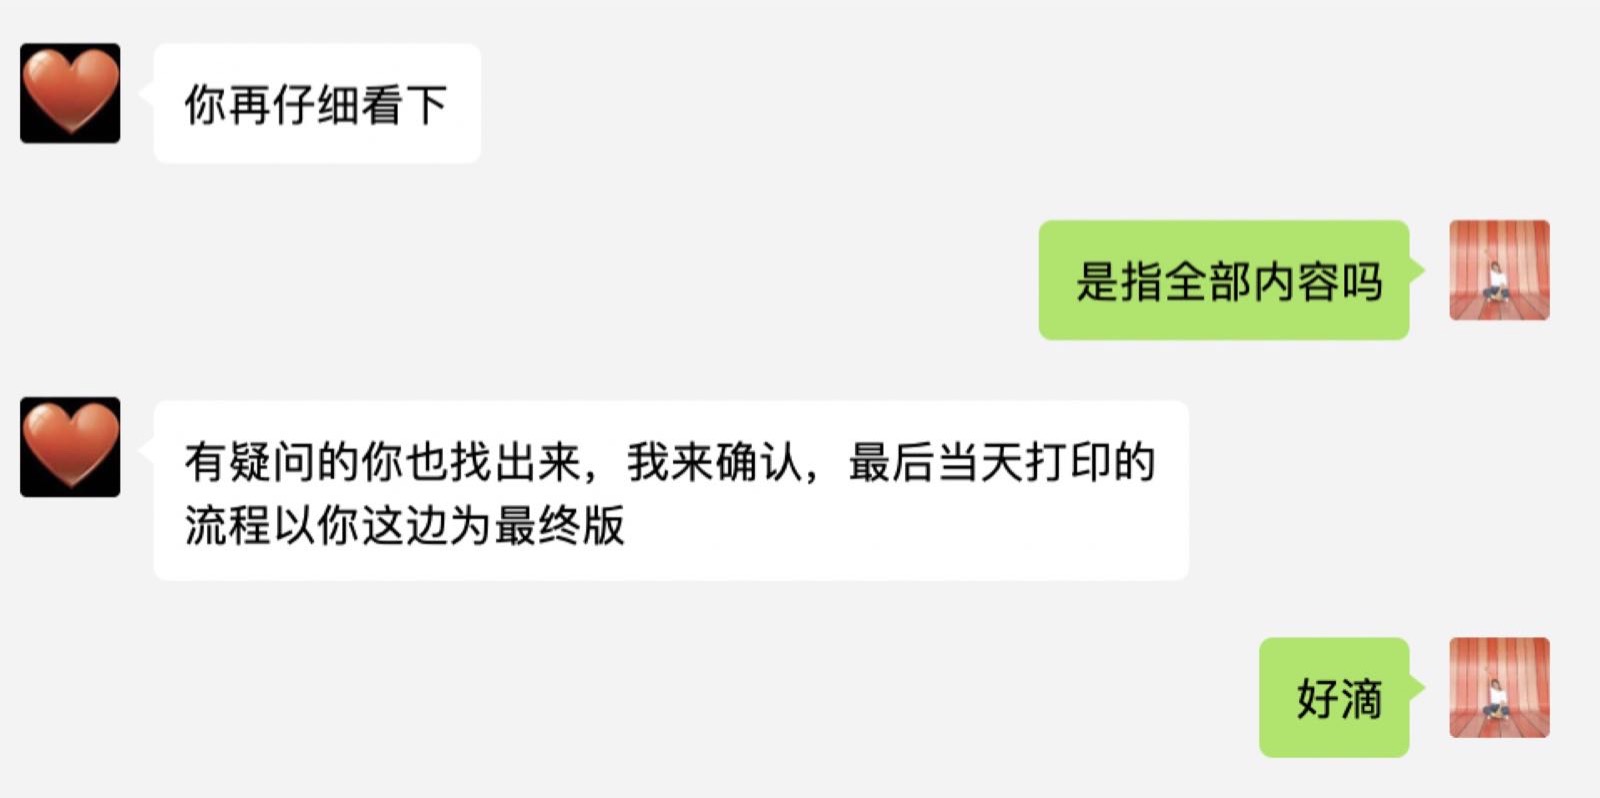 你再仔细看下
是指全部内容吗
有疑问的你也找出来，我来确认，最后当天打印的
流程以你这边为最终版
好滴